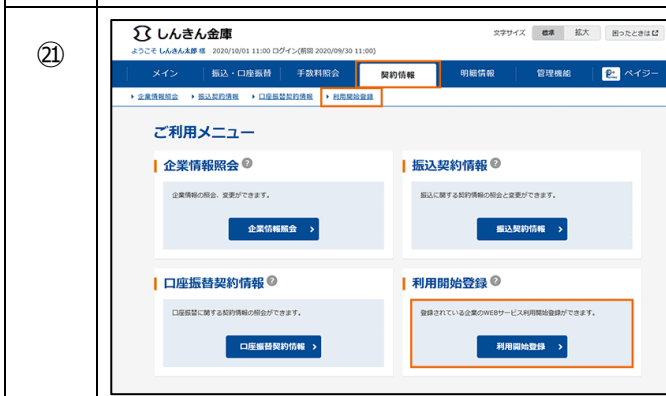 ㉑
しんきん金庫
文字サイズ 標準 拡大 困ったときは
ようこそ しんきん太郎 様 2020/10/01 11:00 ログイン(前回 2020/09/30 11:00)
メイン 振込・口座振替 手数料照会 契約情報 明細情報 管理機能 ペイジー
企業情報照会 振込契約情報 口座振替契約情報 利用開始登録
ご利用メニュー
企業情報照会 ?
振込契約情報 ?
企業情報の照会、変更ができます。
振込に関する契約情報の照会と変更ができます。
企業情報照会
振込契約情報
口座振替契約情報 ?
利用開始登録 ?
口座振替に関する契約情報の照会ができます。
登録されている企業のWEBサービス利用開始登録ができます。
口座振替契約情報
利用開始登録